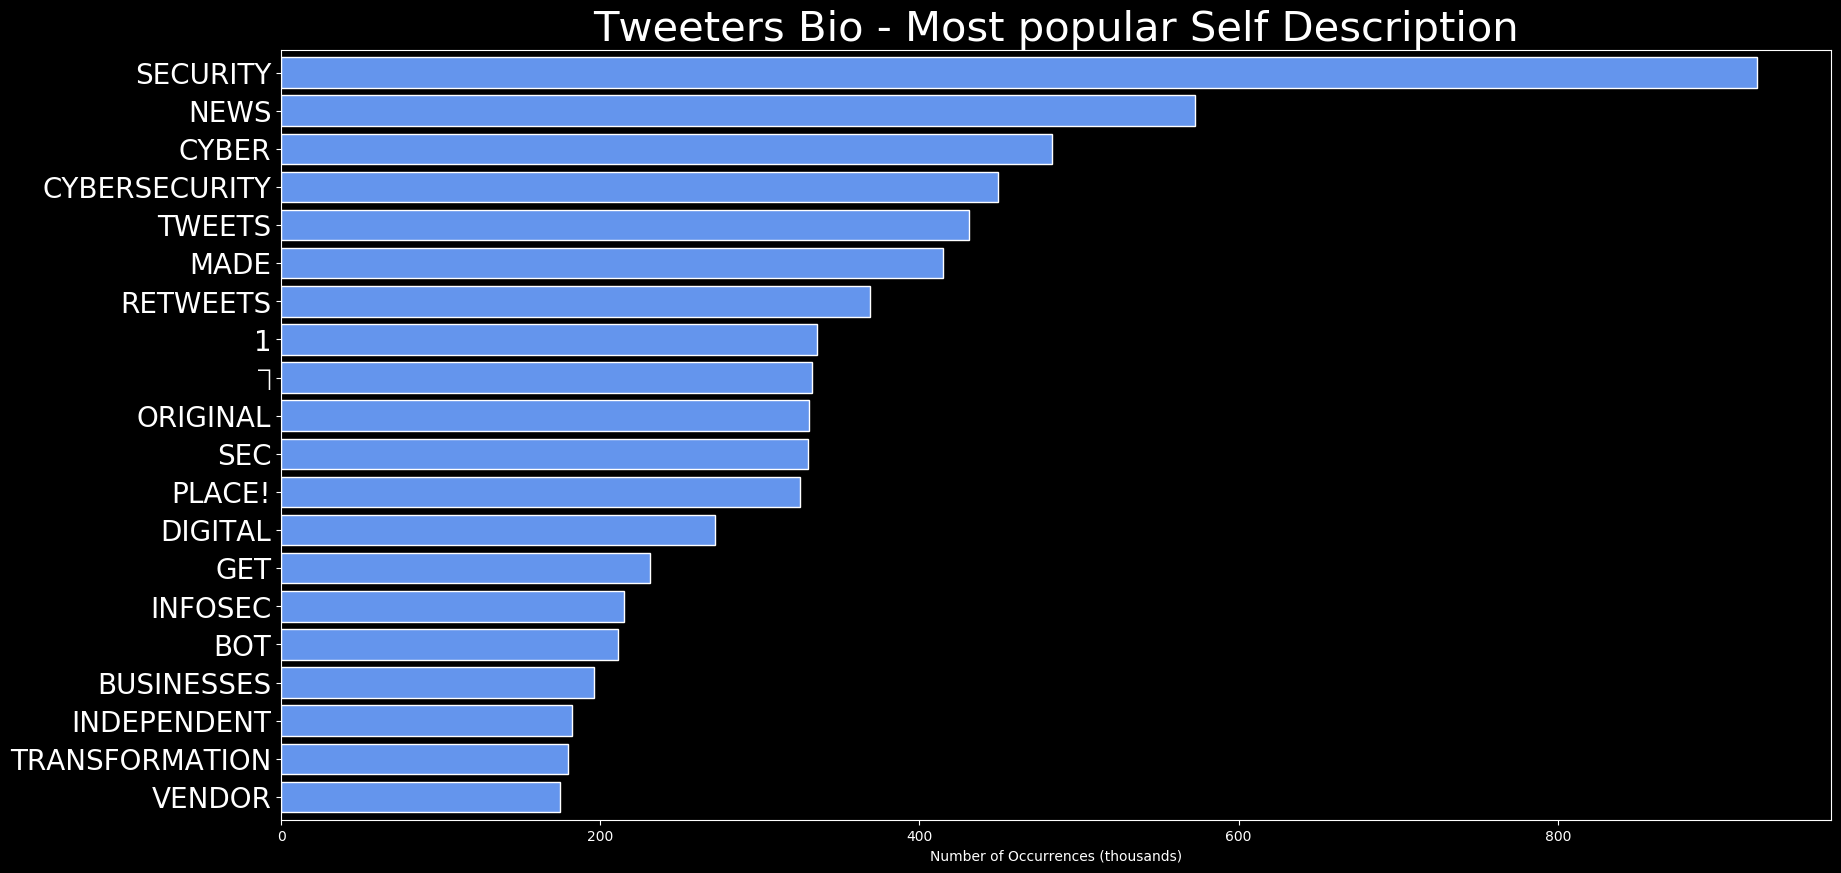 Tweeters Bio - Most popular Self Description
SECURITY
NEWS
CYBER
CYBERSECURITY
TWEETS
MADE
RETWEETS
1
ORIGINAL
SEC
PLACE!
DIGITAL
GET
INFOSEC
BOT
BUSINESSES
INDEPENDENT
TRANSFORMATION
VENDOR
0 200 400 600 800
Number of Occurrences (thousands)